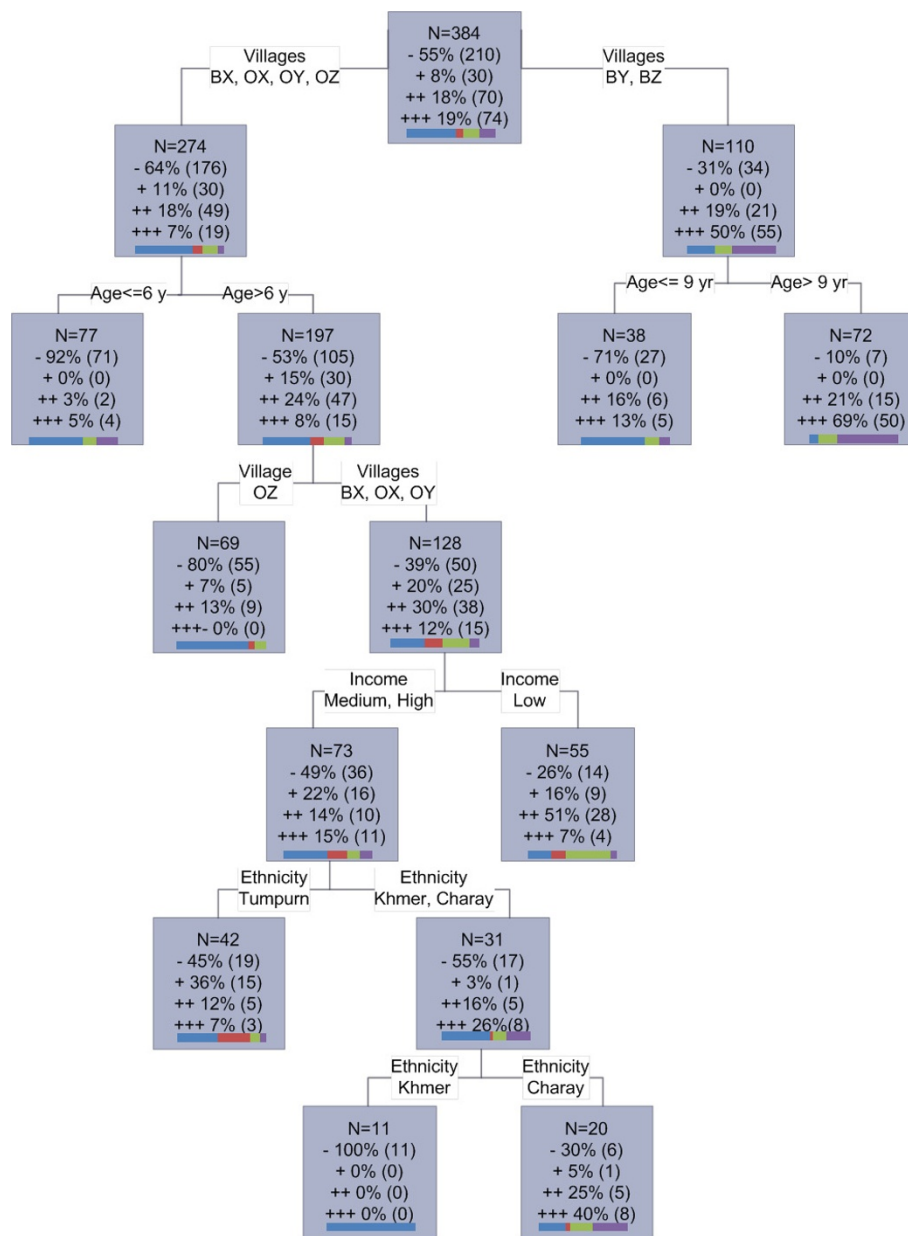 N=384
- 55% (210)
+ 8% (30)
++ 18% (70)
+++ 19% (74)
Villages
BX, OX, OY, OZ
Villages
BY, BZ
N=274
- 64% (176)
+ 11% (30)
++ 18% (49)
+++ 7% (19)
N=110
- 31% (34)
+ 0% (0)
++ 19% (21)
+++ 50% (55)
Age<=6 y
Age>6 y
Age<= 9 yr
Age> 9 yr
N=77
- 92% (71)
+ 0% (0)
++ 3% (2)
+++ 5% (4)
N=197
- 53% (105)
+ 15% (30)
++ 24% (47)
+++ 8% (15)
N=38
- 71% (27)
+ 0% (0)
++ 16% (6)
+++ 13% (5)
N=72
- 10% (7)
+ 0% (0)
++ 21% (15)
+++ 69% (50)
Village
OZ
Villages
BX, OX, OY
N=69
- 80% (55)
+ 7% (5)
++ 13% (9)
+++- 0% (0)
N=128
- 39% (50)
+ 20% (25)
++ 30% (38)
+++ 12% (15)
Income
Medium, High
Income
Low
N=73
- 49% (36)
+ 22% (16)
++ 14% (10)
+++ 15% (11)
N=55
- 26% (14)
+ 16% (9)
++ 51% (28)
+++ 7% (4)
Ethnicity
Tumpurn
Ethnicity
Khmer, Charay
N=42
- 45% (19)
+ 36% (15)
++ 12% (5)
+++ 7% (3)
N=31
- 55% (17)
+ 3% (1)
++16% (5)
+++ 26%(8)
Ethnicity
Khmer
Ethnicity
Charay
N=11
- 100% (11)
+ 0% (0)
++ 0% (0)
+++ 0% (0)
N=20
- 30% (6)
+ 5% (1)
++ 25% (5)
+++ 40% (8)